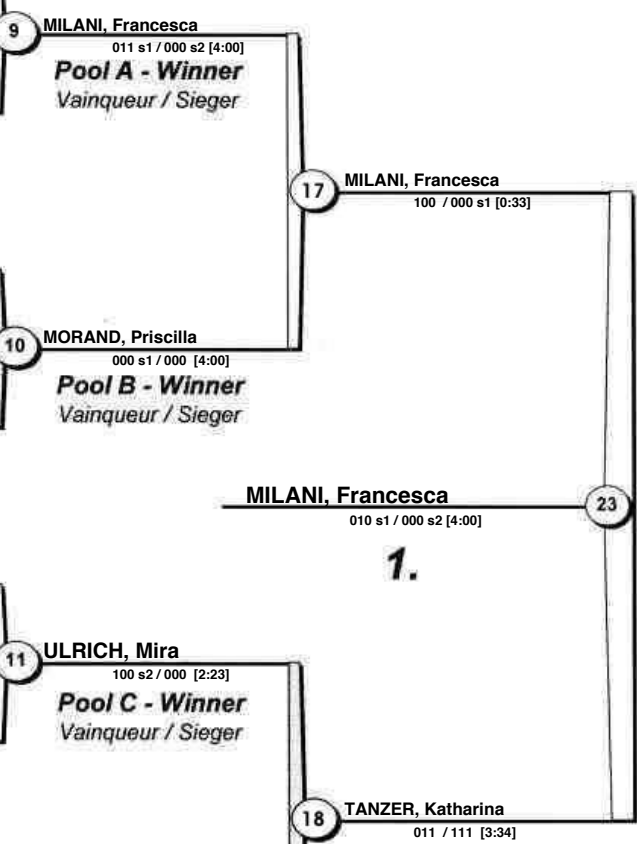 9
MILANI, Francesca
011 s1 / 000 s2 [4:00]
Pool A - Winner
Vainqueur / Sieger
17
MILANI, Francesca
100 / 000 s1 [0:33]
10
MORAND, Priscilla
000 s1 / 000 [4:00]
Pool B - Winner
Vainqueur / Sieger
MILANI, Francesca
23
010 s1 / 000 s2 [4:00]
1.
11
ULRICH, Mira
100 s2 / 000 [2:23]
Pool C - Winner
Vainqueur / Sieger
18
TANZER, Katharina
011 / 111 [3:34]